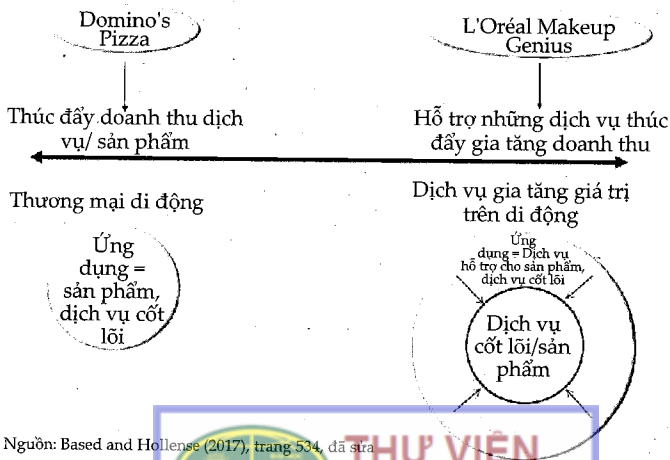 Domino's
Pizza
L'Oréal Makeup
Genius
Thúc đẩy doanh thu dịch
vụ/ sản phẩm
Hỗ trợ những dịch vụ thúc
đẩy gia tăng doanh thu
Thương mại di động
Dịch vụ gia tăng giá trị
trên di động
Ứng
dụng =
sản phẩm,
dịch vụ cốt
lõi
Ứng
dụng = Dịch vụ
hỗ trợ cho sản phẩm,
dịch vụ cốt lõi
Dịch vụ
cốt lõi/sản
phẩm
Nguồn: Based and Hollense (2017), trang 534, đã sửa
THƯ VIỆN